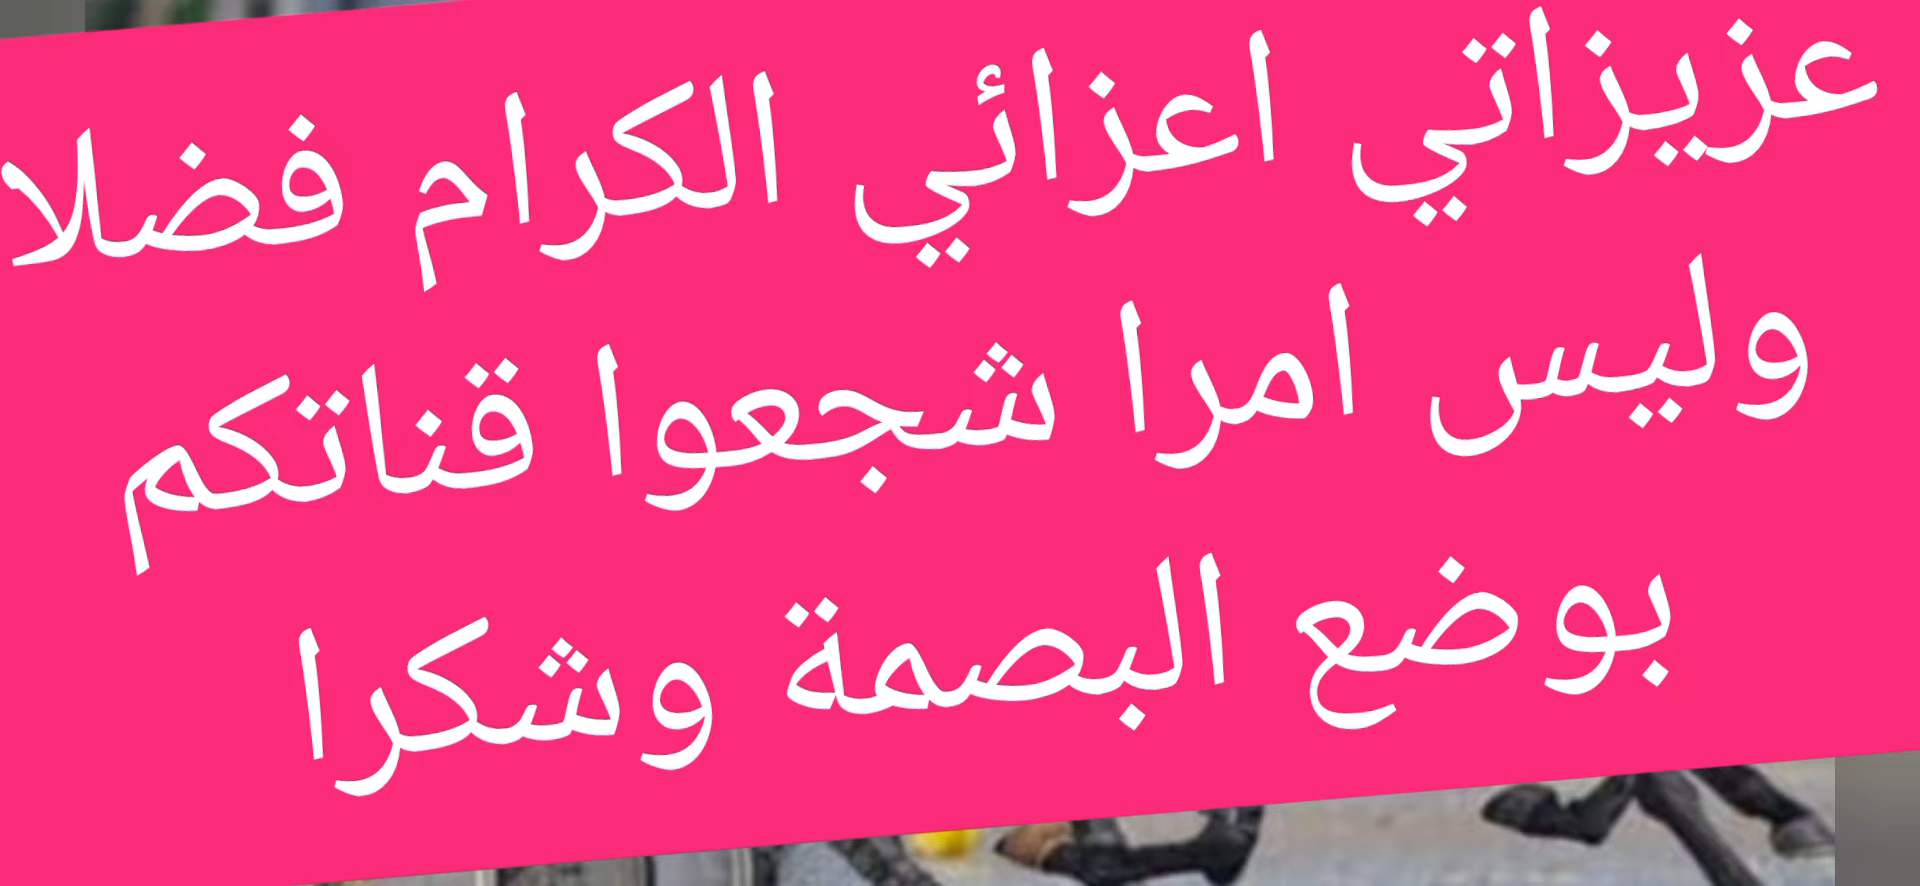 عزيزاتي اعزائي الكرام فضلا
وليس امرا شجعوا قناتكم
بوضع البصمة وشكرا